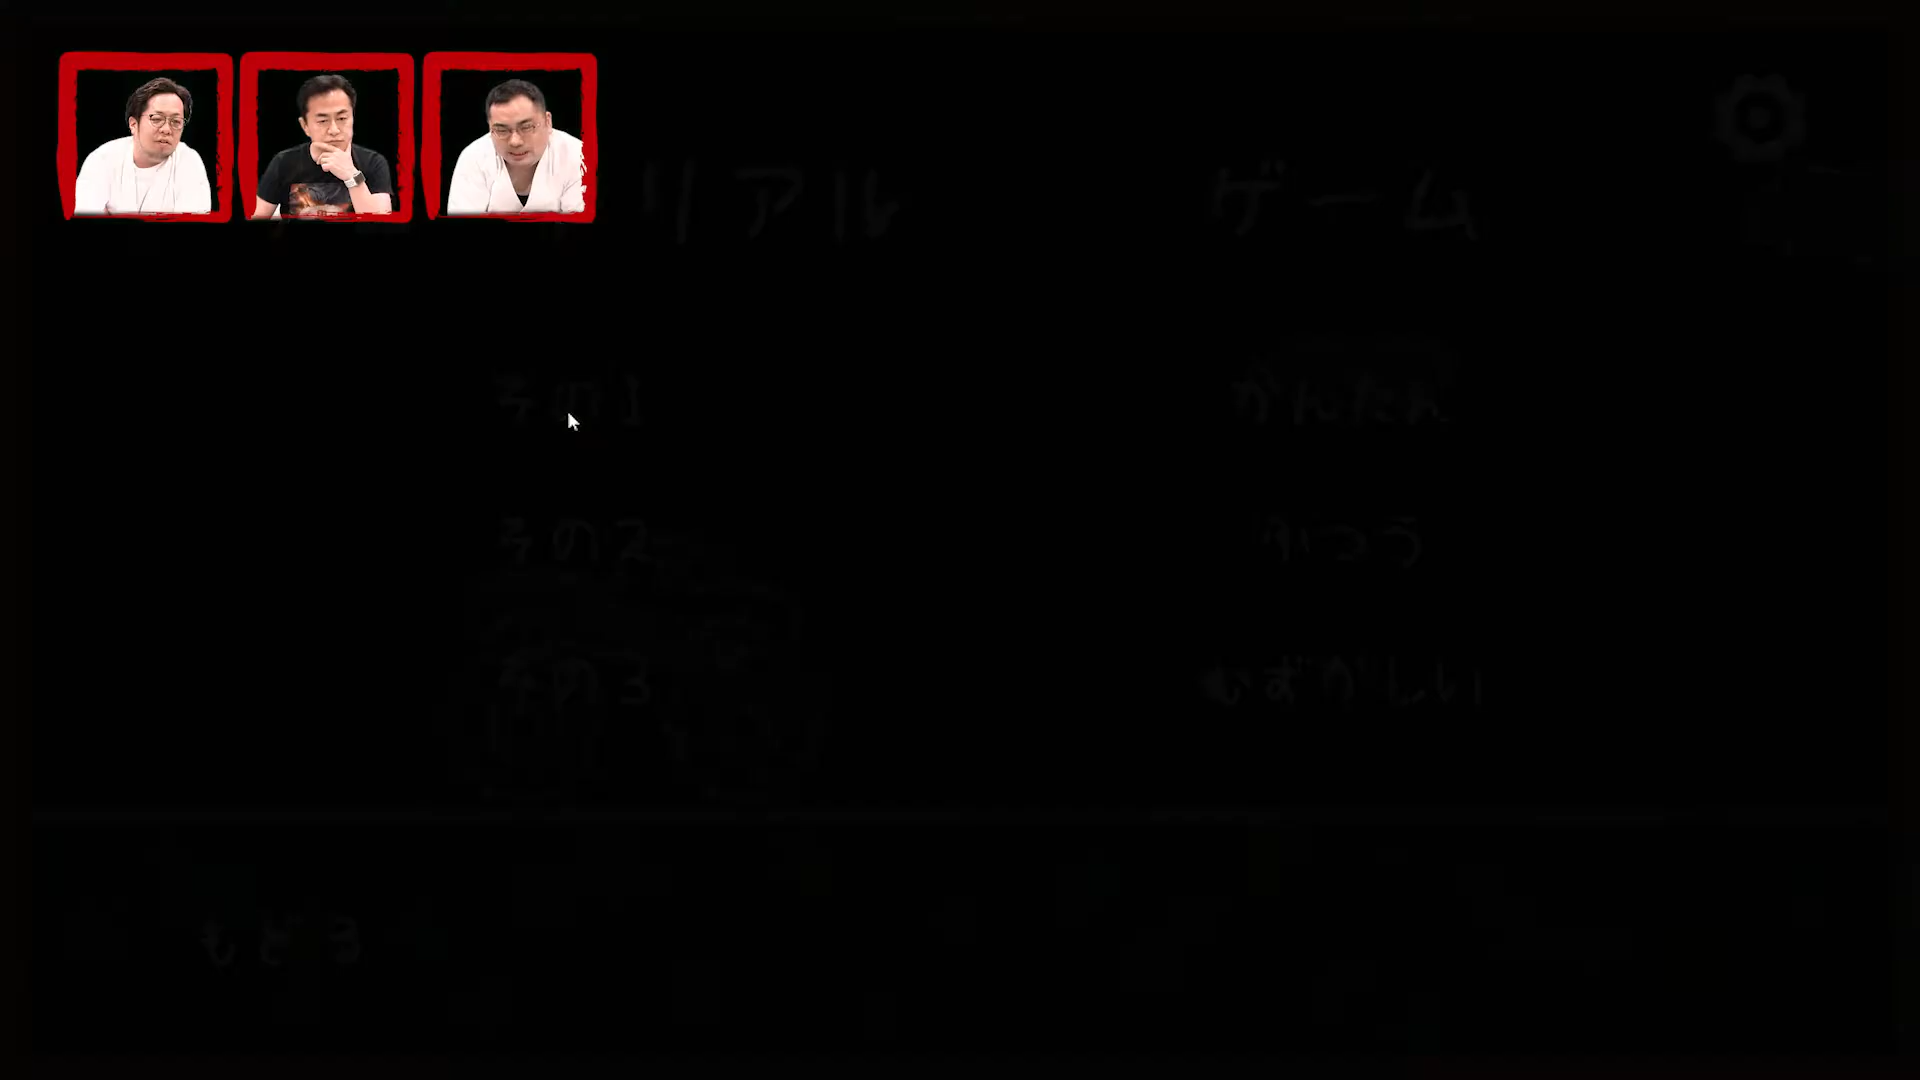 リアル ゲーム
その1 かんたん
その2 ふつう
その3 むずかしい
もどる